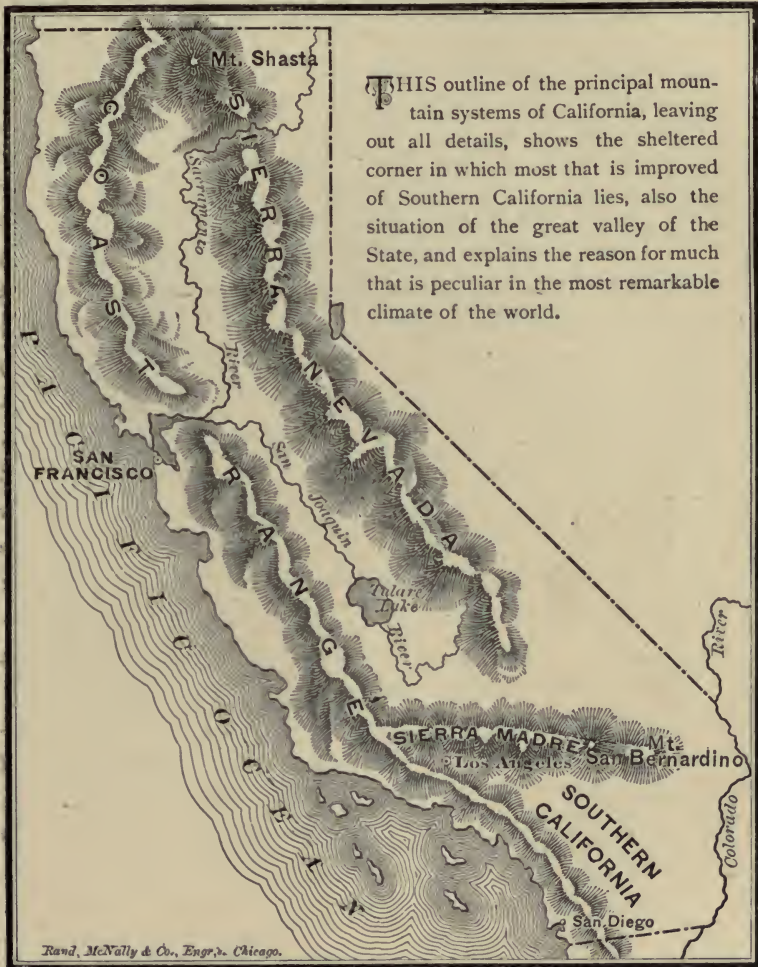 THIS outline of the principal moun-
tain systems of California, leaving
out all details, shows the sheltered
corner in which most that is improved
of Southern California lies, also the
situation of the great valley of the
State, and explains the reason for much
that is peculiar in the most remarkable
climate of the world.
Mt. Shasta
COAST
SIERRA NEVADA
Sacramento
River
PACIFIC OCEAN
SAN
FRANCISCO
RANGE
San
Joaquin
Tulare
Lake
River
River
SIERRA MADRE
Mt.
San Bernardino
Los Angeles
SOUTHERN
CALIFORNIA
Colorado
San Diego
Rand, McNally & Co., Engr's. Chicago.